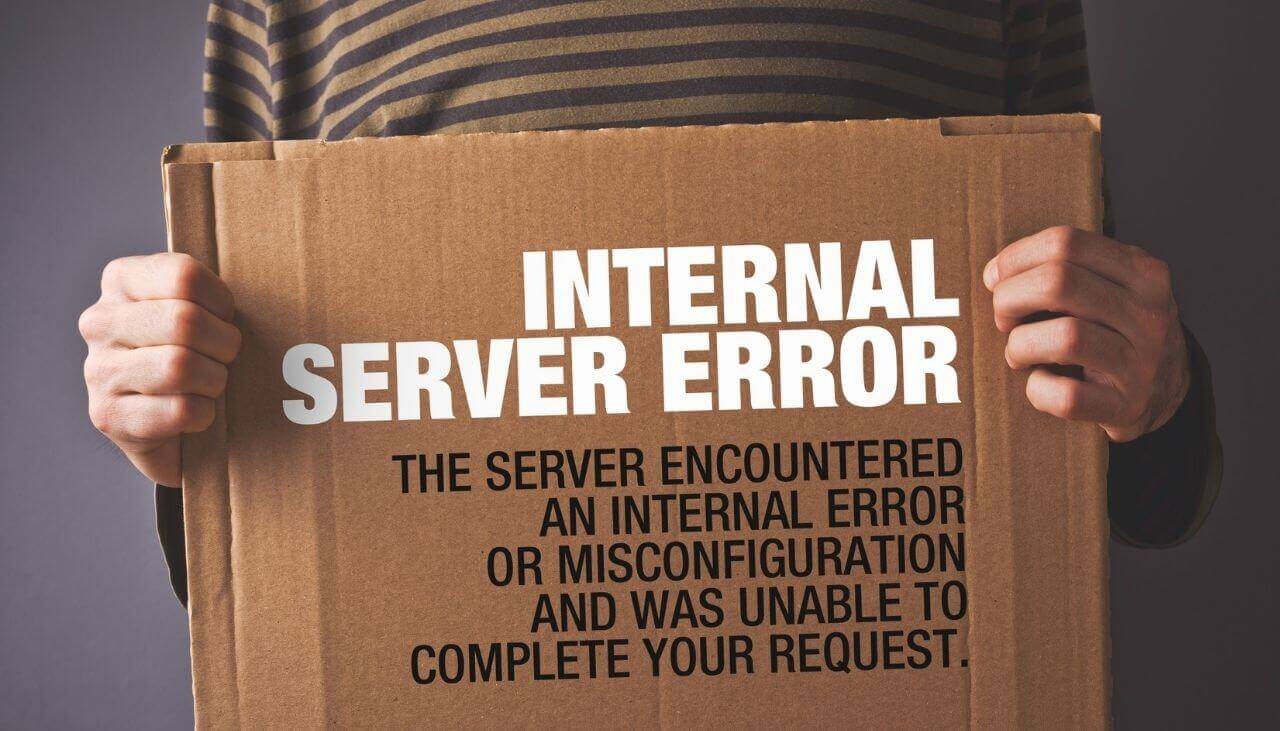 INTERNAL
SERVER ERROR
THE SERVER ENCOUNTERED
AN INTERNAL ERROR
OR MISCONFIGURATION
AND WAS UNABLE TO
COMPLETE YOUR REQUEST.